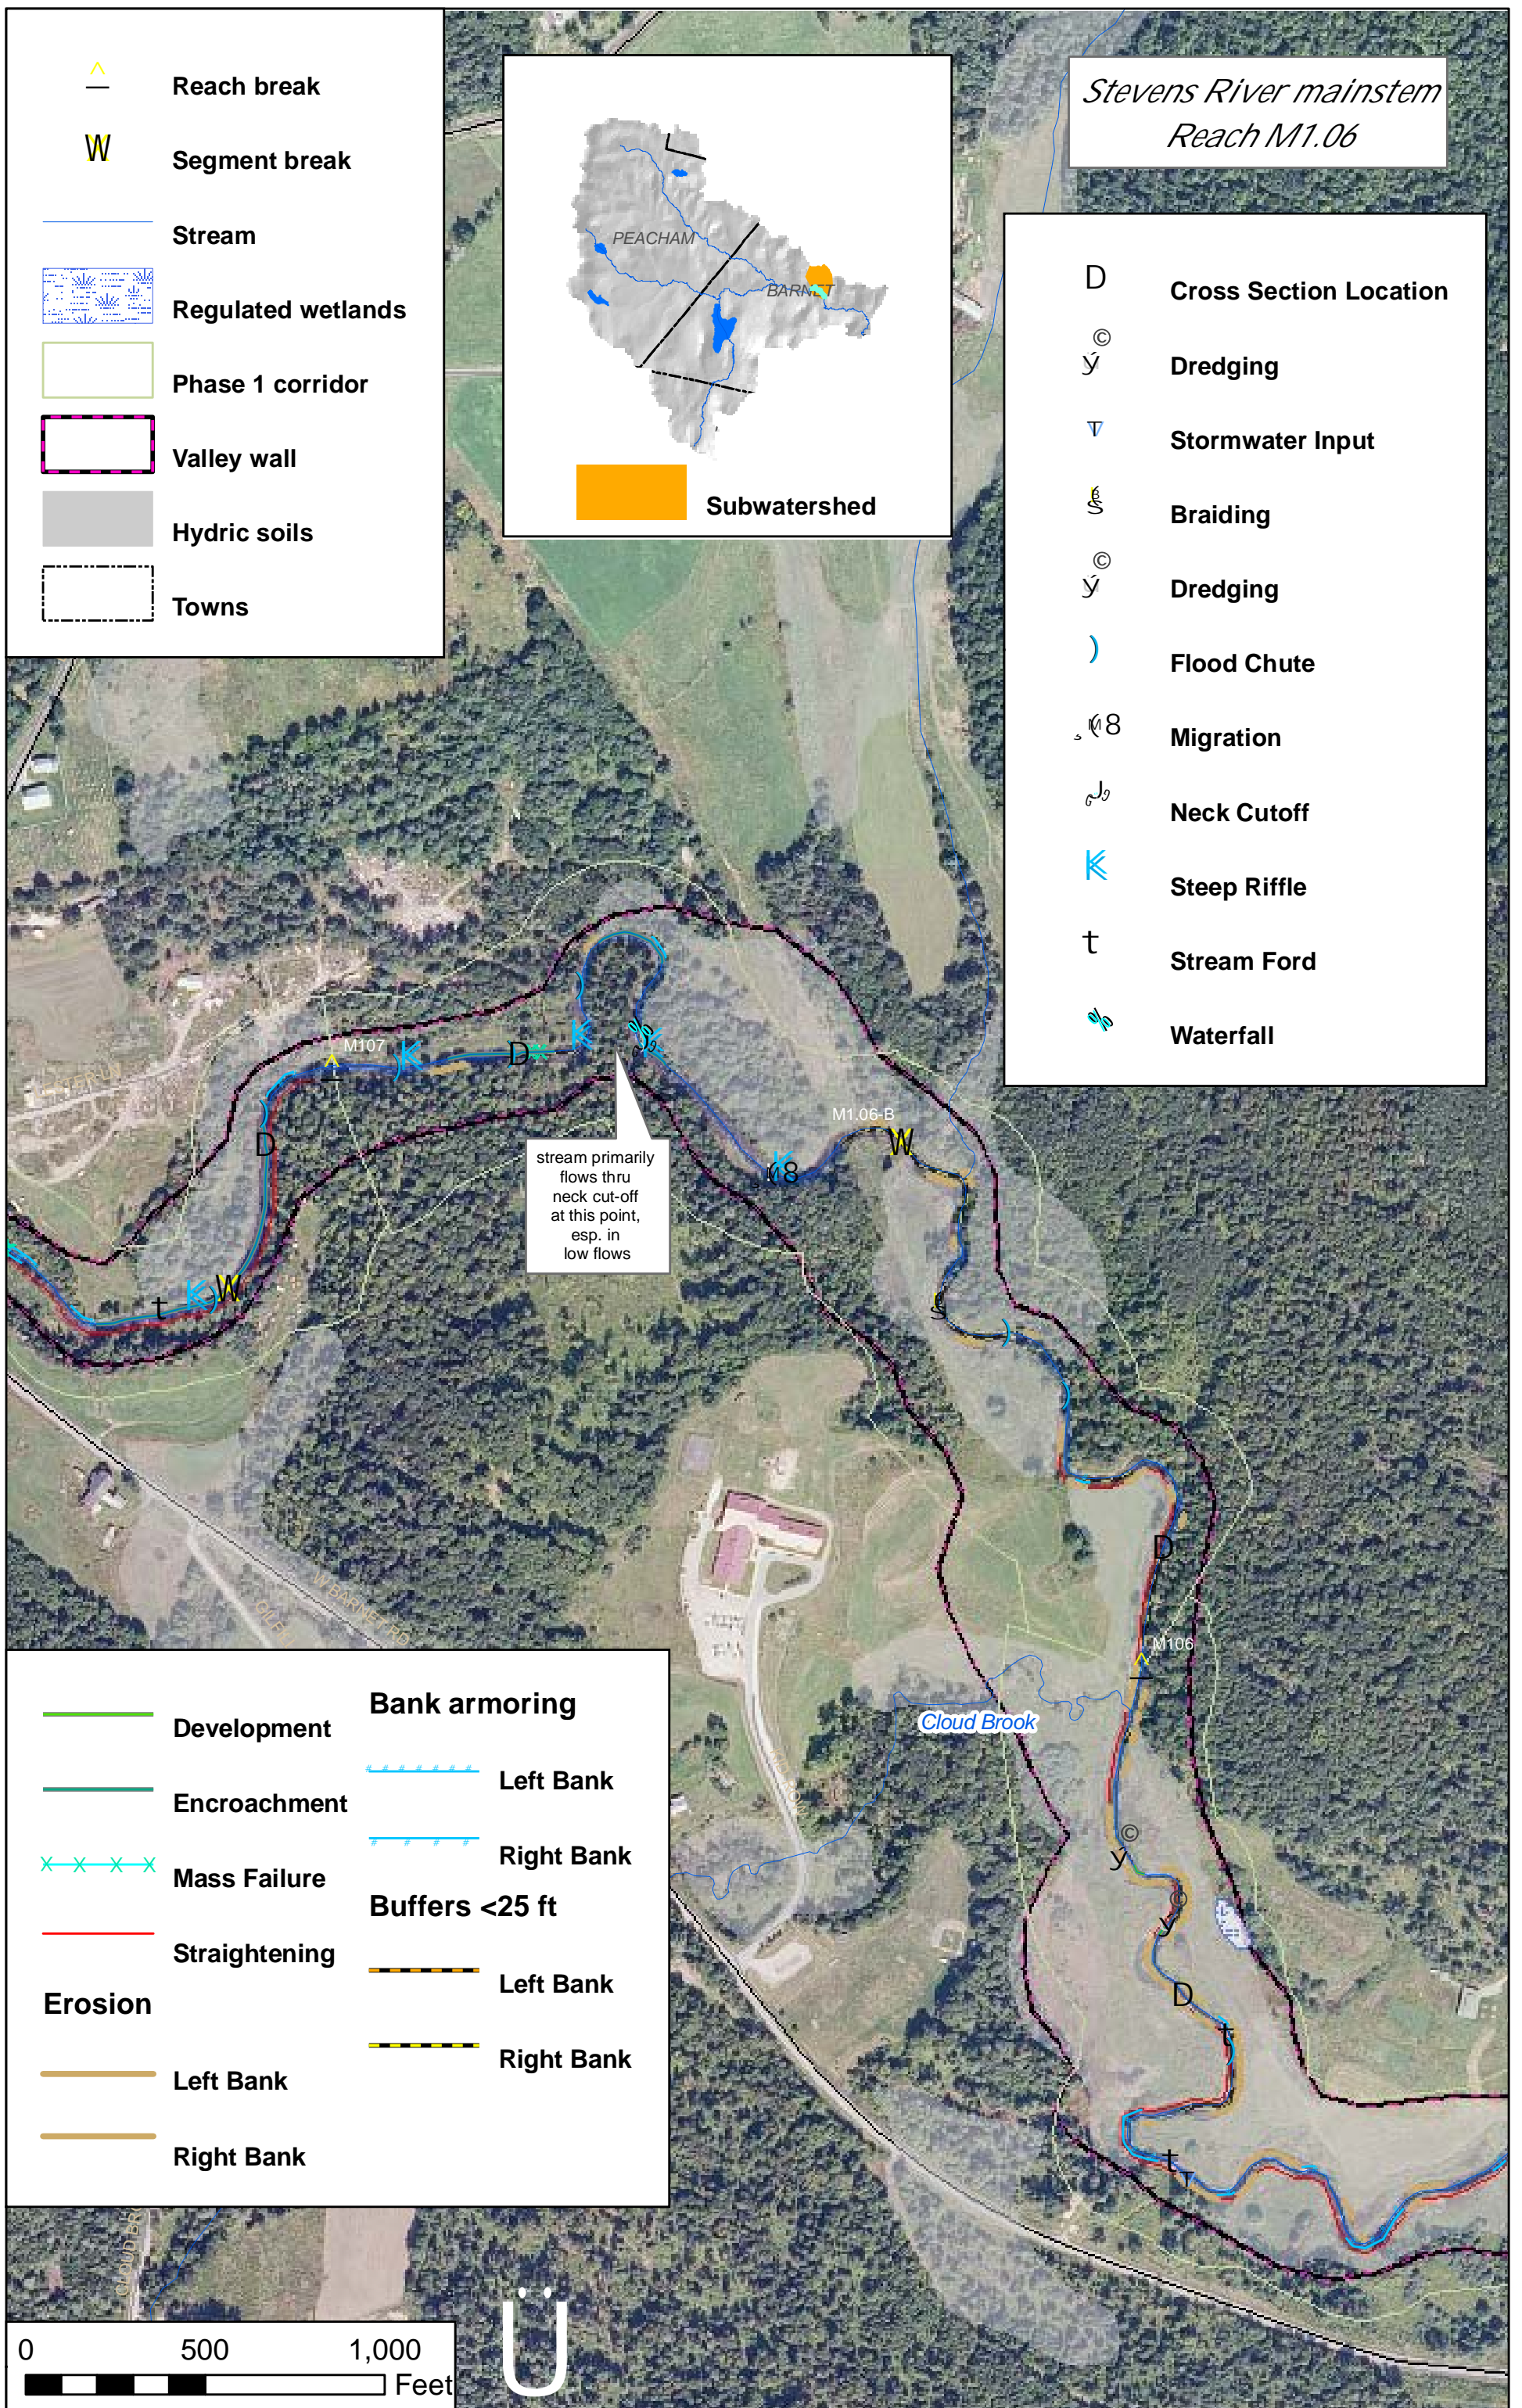 Stevens River mainstem
Reach M1.06
Reach break
W
Segment break
Stream
Regulated wetlands
Phase 1 corridor
Valley wall
Hydric soils
Towns
PEACHAM
BARNET
Subwatershed
D
Cross Section Location
©
ý
Dredging
T
Stormwater Input
Braiding
©
ý
Dredging
)
Flood Chute
M(8
Migration
Neck Cutoff
K
Steep Riffle
t
Stream Ford
%
Waterfall
M107
K
D
K
%
K
D
M1.06-B
W
M(8
K
stream primarily
flows thru
neck cut-off
at this point,
esp. in
low flows
K
W
t
D
W BARNET RD
M106
Cloud Brook
©
ý
©
ý
D
t
t
T
Development
Encroachment
Mass Failure
Straightening
Erosion
Left Bank
Right Bank
Bank armoring
Left Bank
Right Bank
Buffers <25 ft
Left Bank
Right Bank
0 500 1,000
Feet
Ü